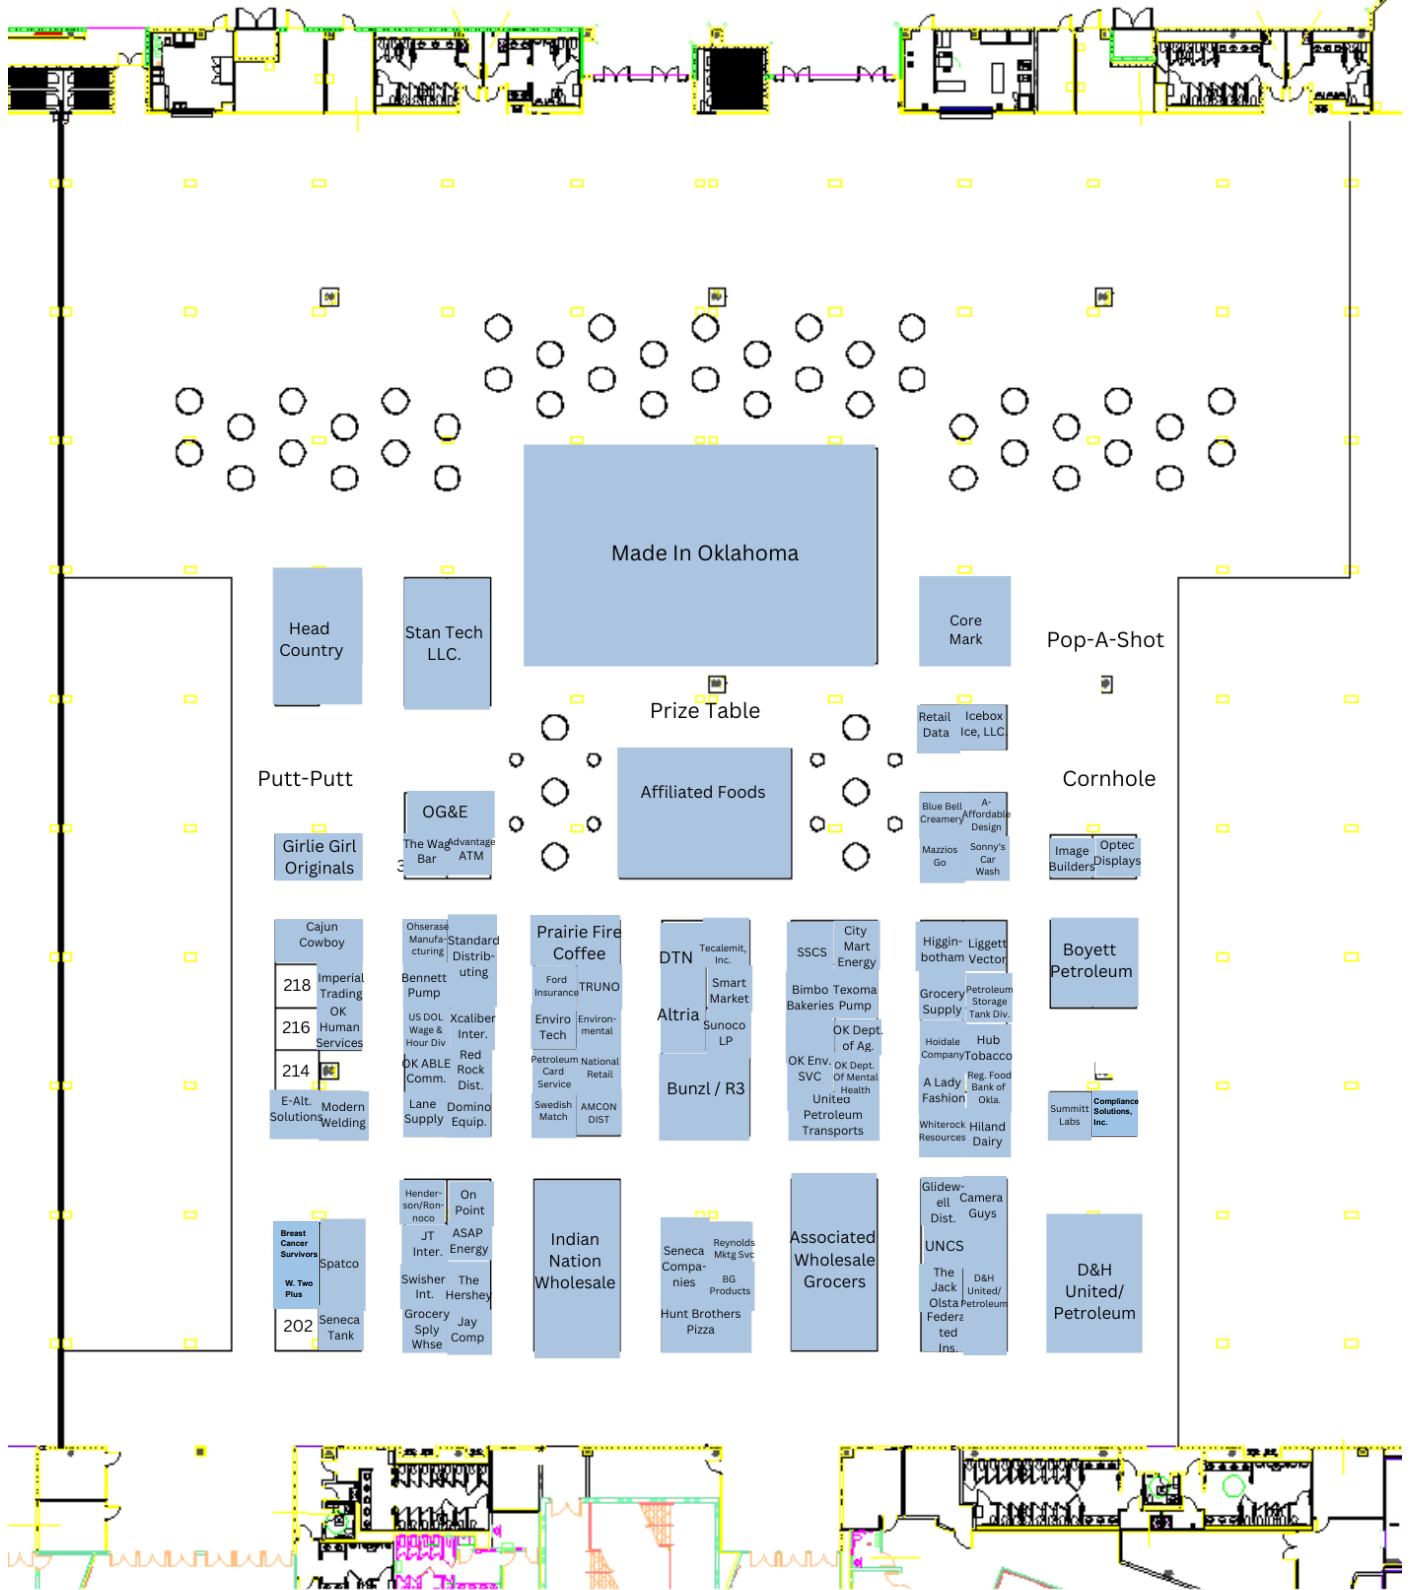 Made In Oklahoma
Head
Country
Stan Tech
LLC.
Core
Mark
Pop-A-Shot
Prize Table
Retail
Data
Icebox
Ice, LLC.
Putt-Putt
Affiliated Foods
Cornhole
OG&E
The Wag
Bar
Advantage
ATM
3
Blue Bell
Creamery
A-
Affordable
Design
Mazzios
Go
Sonny's
Car
Wash
Girlie Girl
Originals
Image
Builders
Optec
Displays
Cajun
Cowboy
218
Imperial
Trading
216
OK
Human
Services
214
E-Alt.
Solutions
Modern
Welding
Ohserase
Manufa-
cturing
Standard
Distrib-
uting
Bennett
Pump
US DOL
Wage &
Hour Div
Xcaliber
Inter.
OK ABLE
Comm.
Red
Rock
Dist.
Lane
Supply
Domino
Equip.
Prairie Fire
Coffee
Ford
Insurance
TRUNO
Enviro
Tech
Environ-
mental
Petroleum
Card
Service
National
Retail
Swedish
Match
AMCON
DIST
DTN
Tecalemit,
Inc.
Altria
Smart
Market
Sunoco
LP
Bunzl / R3
SSCS
City
Mart
Energy
Bimbo
Bakeries
Texoma
Pump
OK Dept.
of Ag.
OK Env.
SVC
OK Dept.
Of Mental
Health
United
Petroleum
Transports
Higgin-
botham
Liggett
Vector
Grocery
Supply
Petroleum
Storage
Tank Div.
Hoidale
Company
Hub
Tobacco
A Lady
Fashion
Reg. Food
Bank of
Okla.
Whiterock
Resources
Hiland
Dairy
Boyett
Petroleum
Summitt
Labs
Compliance
Solutions,
Inc.
Breast
Cancer
Survivors
W. Two
Plus
Spatco
202
Seneca
Tank
Hender-
son/Ron-
noco
On
Point
JT
Inter.
ASAP
Energy
Swisher
Int.
The
Hershey
Grocery
Sply
Whse
Jay
Comp
Indian
Nation
Wholesale
Seneca
Compa-
nies
Reynolds
Mktg Svc
BG
Products
Hunt Brothers
Pizza
Associated
Wholesale
Grocers
Glidew-
ell
Dist.
Camera
Guys
UNCS
The
Jack
Olsta
D&H
United/
Petroleum
Federa
ted
Ins.
D&H
United/
Petroleum